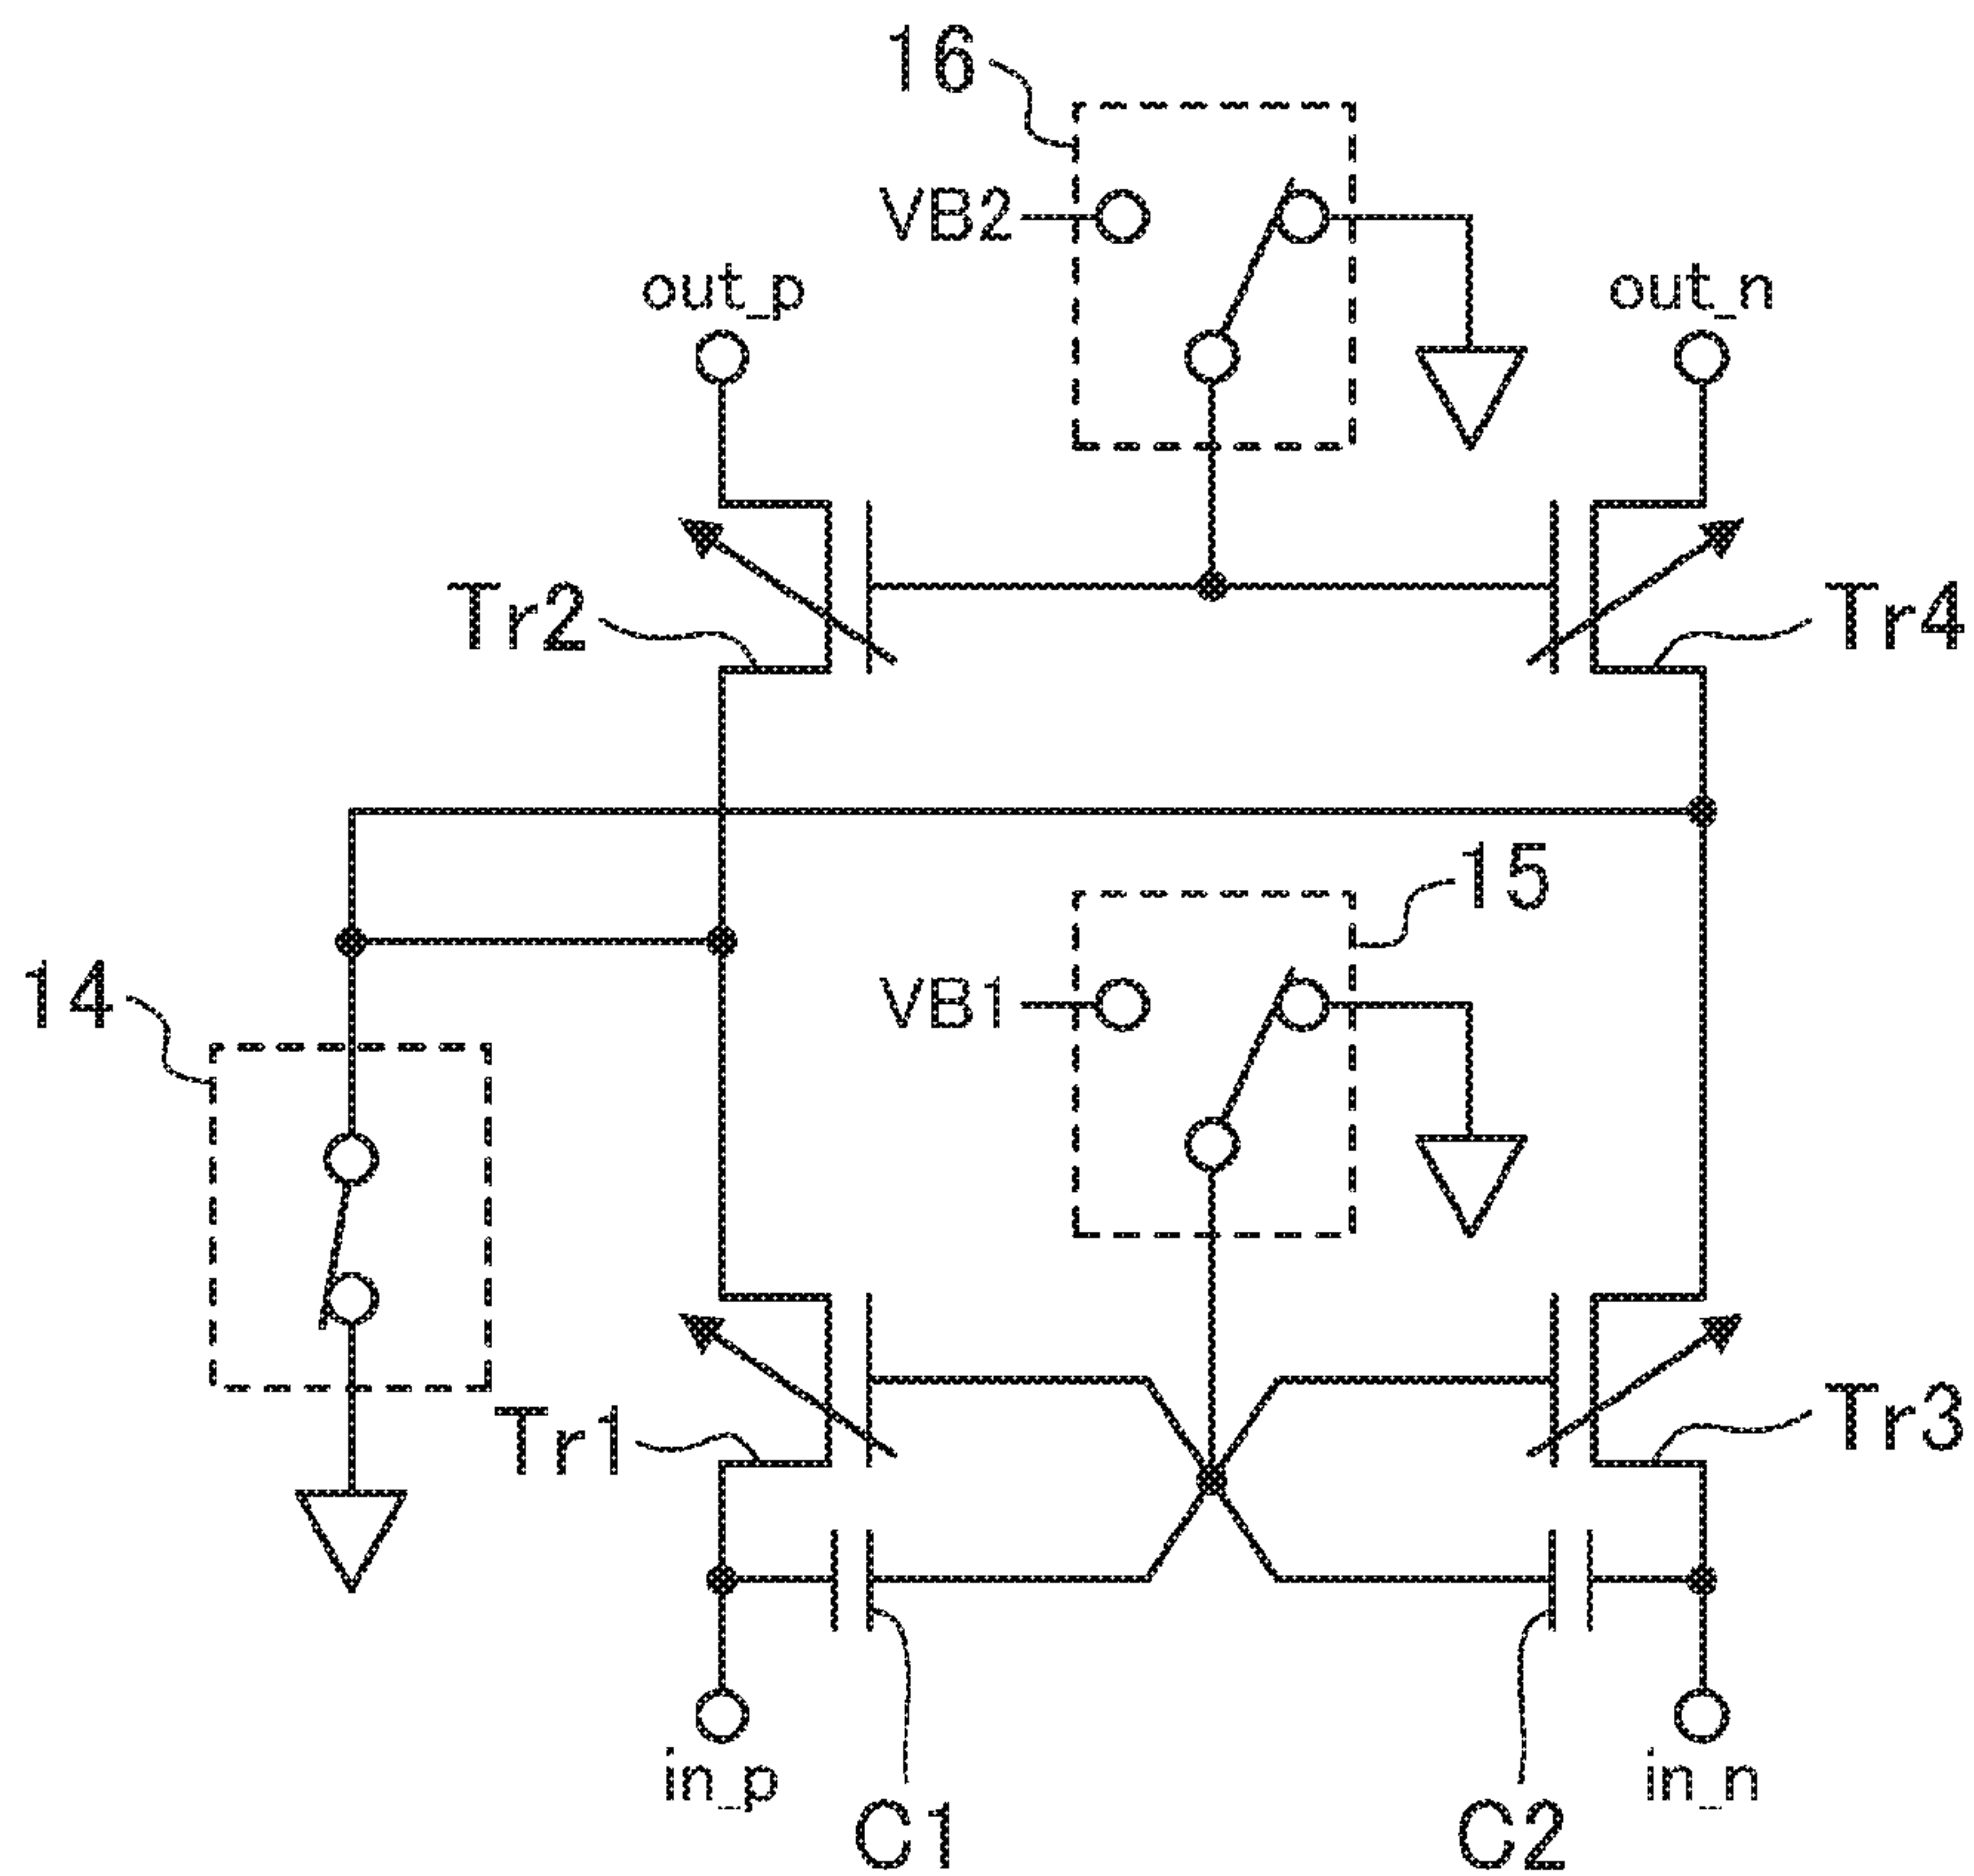 16
VB2
out_p
out_n
Tr2
Tr4
15
VB1
14
Tr1
Tr3
in_p
in_n
C1
C2